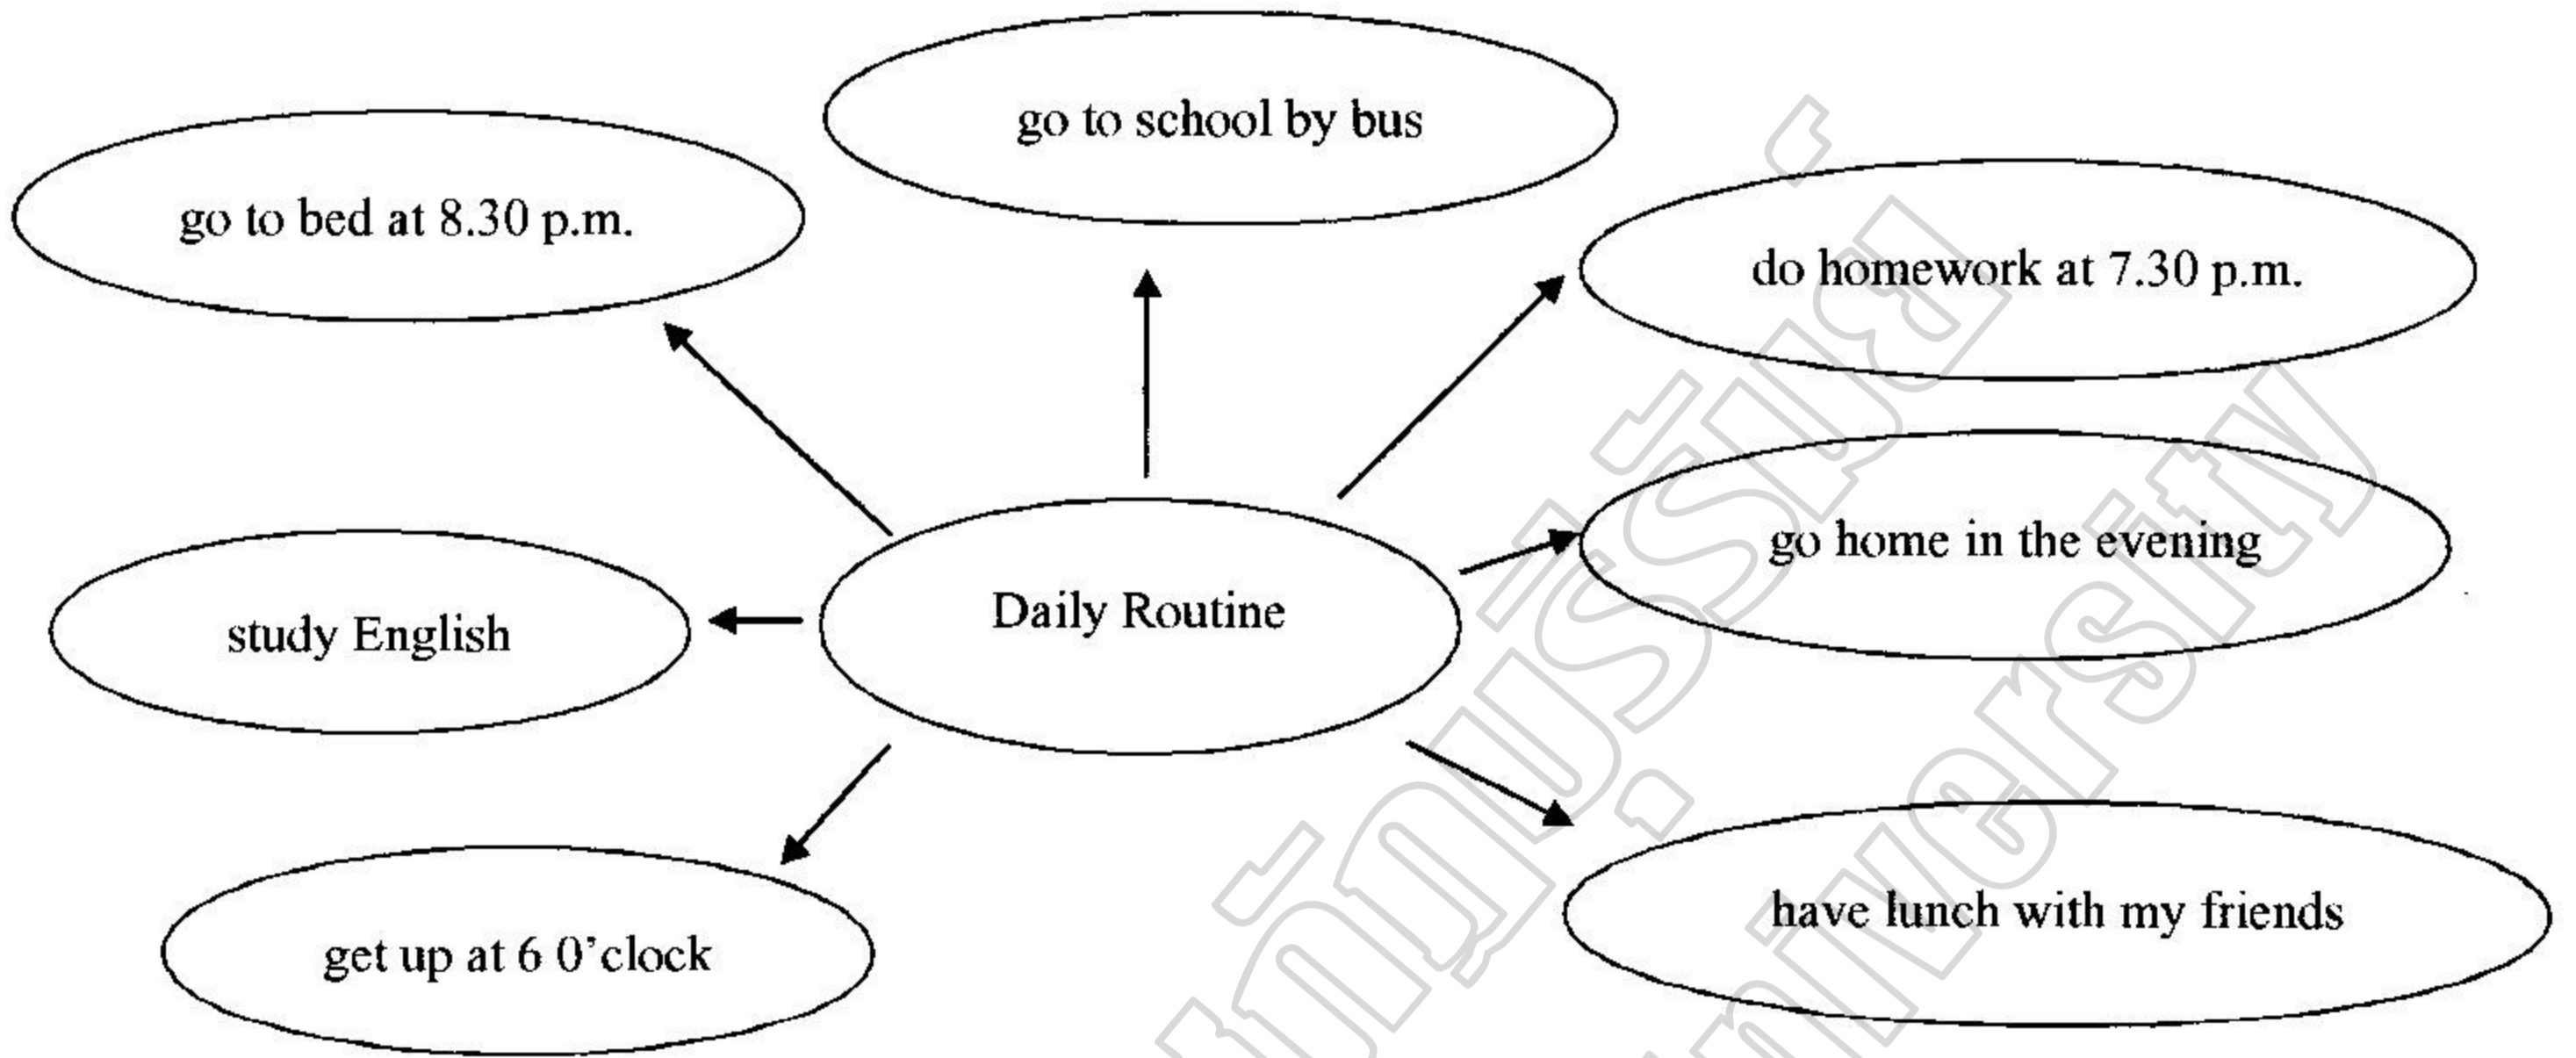 go to school by bus
go to bed at 8.30 p.m.
do homework at 7.30 p.m.
go home in the evening
Daily Routine
study English
have lunch with my friends
get up at 6 0'clock
University